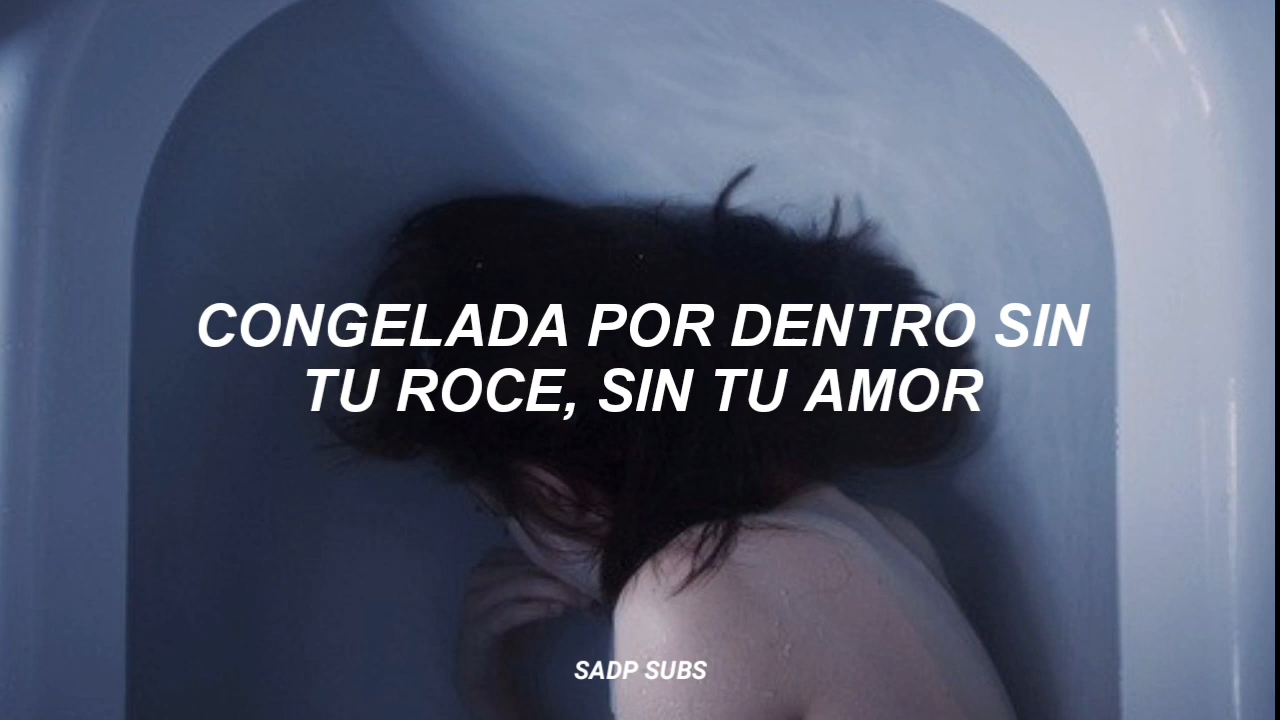 CONGELADA POR DENTRO SIN
TU ROCE, SIN TU AMOR
SADP SUBS